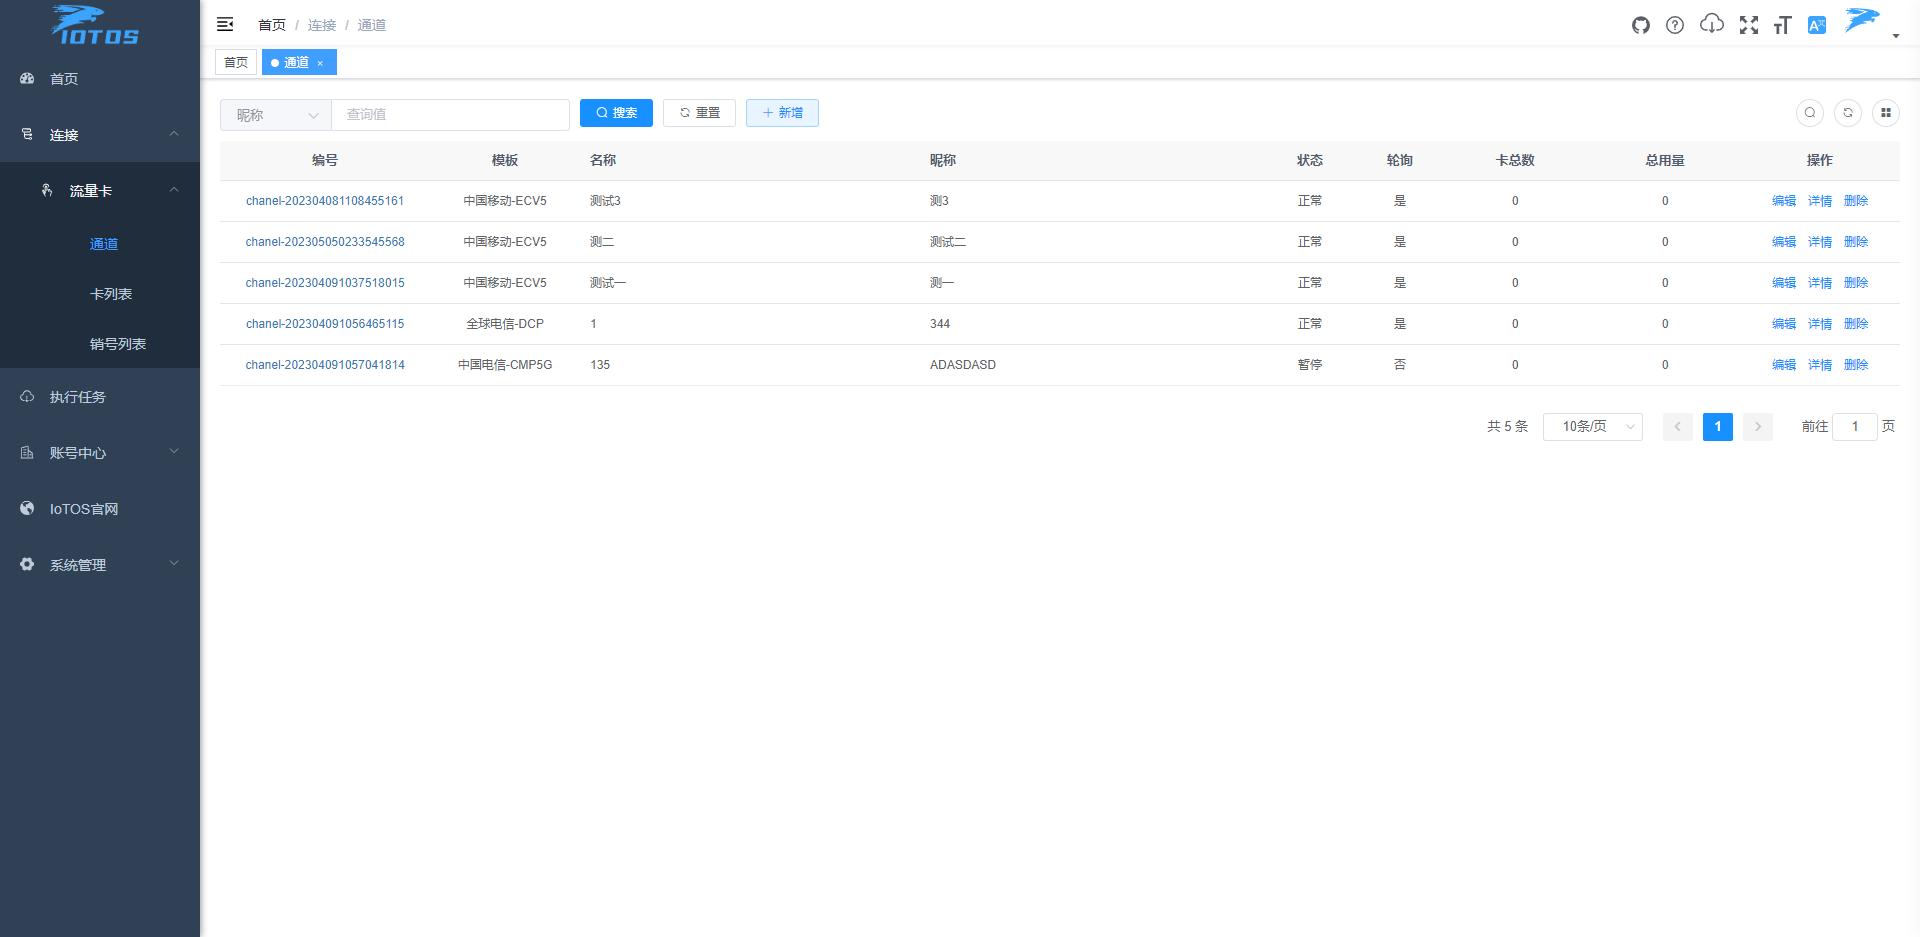 IOTOS
首页
连接
流量卡
通道
卡列表
销号列表
执行任务
账号中心
IoTOS官网
系统管理
首页 / 连接 / 通道
首页 通道 ×
昵称 查询值 搜索 重置 + 新增
编号 模板 名称 昵称 状态 轮询 卡总数 总用量 操作
chanel-202304081108455161 中国移动-ECV5 测试3 测3 正常 是 0 0 编辑 详情 删除
chanel-202305050233545568 中国移动-ECV5 测二 测试二 正常 是 0 0 编辑 详情 删除
chanel-202304091037518015 中国移动-ECV5 测试一 测一 正常 是 0 0 编辑 详情 删除
chanel-202304091056465115 全球电信-DCP 1 344 正常 是 0 0 编辑 详情 删除
chanel-202304091057041814 中国电信-CMP5G 135 ADASDASD 暂停 否 0 0 编辑 详情 删除
共 5 条 10条/页 1 前往 1 页